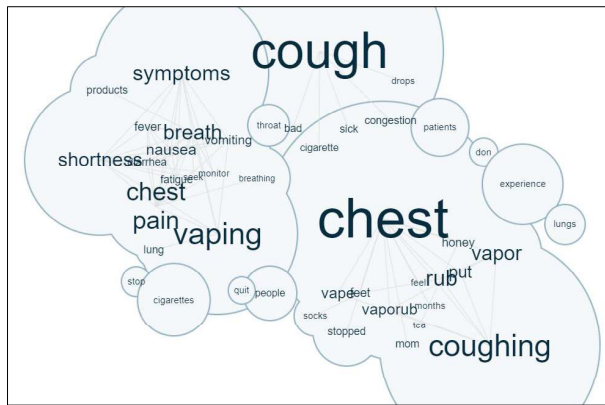 cough
symptoms
drops
products
fever
breath
throat
bad
sick
congestion
patients
vomiting
nausea
cigarette
don
shortness
diarrhea
fatigue
seek
monitor
breathing
experience
chest
pain
vaping
chest
lungs
lung
honey
vapor
stop
quit
people
cigarettes
vape
feet
feel
rub
put
socks
vaporub
months
stopped
tea
mom
coughing